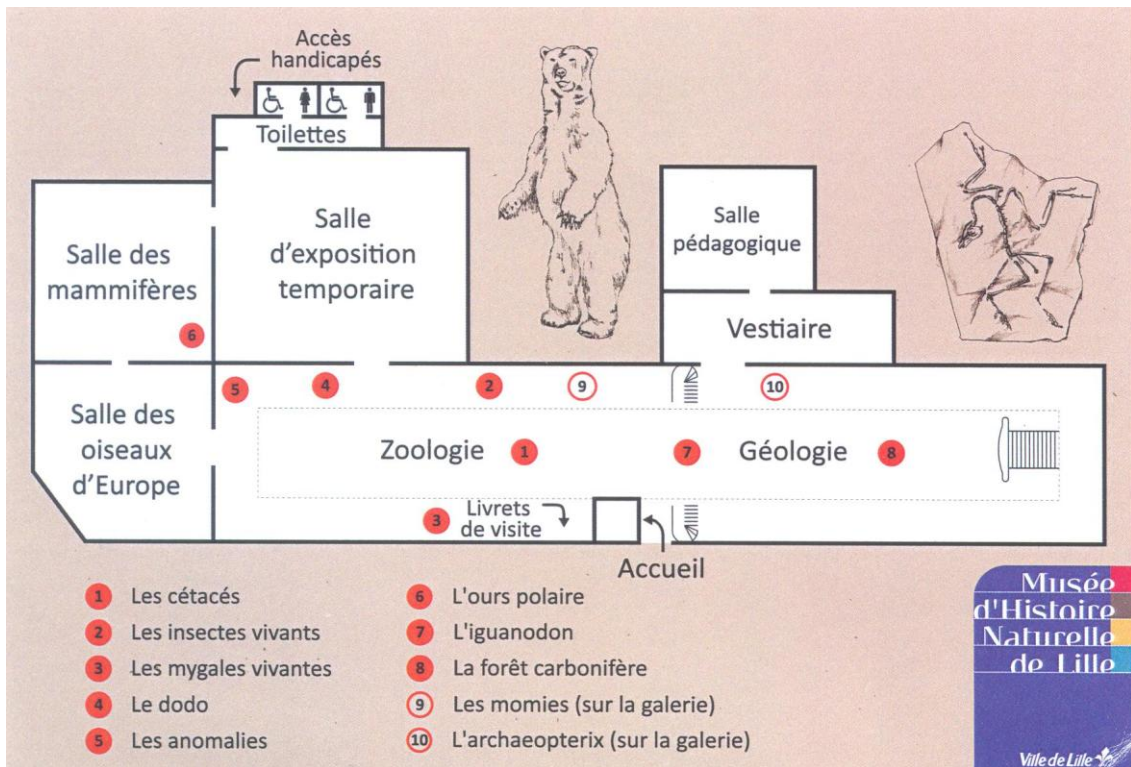 Accès
handicapés
Toilettes
Salle des
mammifères
6
Salle
d'exposition
temporaire
Salle
pédagogique
Vestiaire
5
4
2
9
10
Salle des
oiseaux
d'Europe
Zoologie
1
7
Géologie
8
3
Livrets
de visite
Accueil
1 Les cétacés
2 Les insectes vivants
3 Les mygales vivantes
4 Le dodo
5 Les anomalies
6 L'ours polaire
7 L'iguanodon
8 La forêt carbonifère
9 Les momies (sur la galerie)
10 L'archaeopterix (sur la galerie)
Musée
d'Histoire
Naturelle
de Lille
Ville de Lille